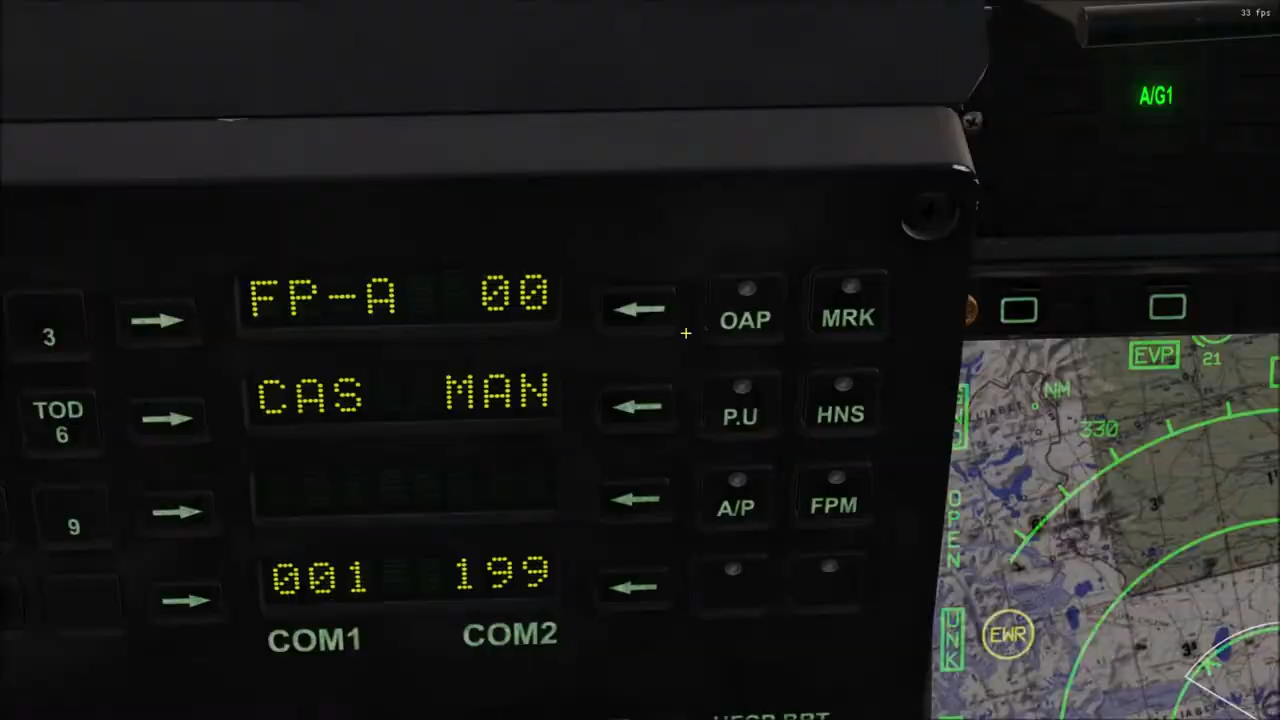 33 fps
A/G1
3
FP-A 00
OAP
MRK
EVP 21
NM
330
TOD
6
CAS MAN
P.U
HNS
9
A/P
FPM
OPEN
001 199
COM1 COM2
UNK
EWR